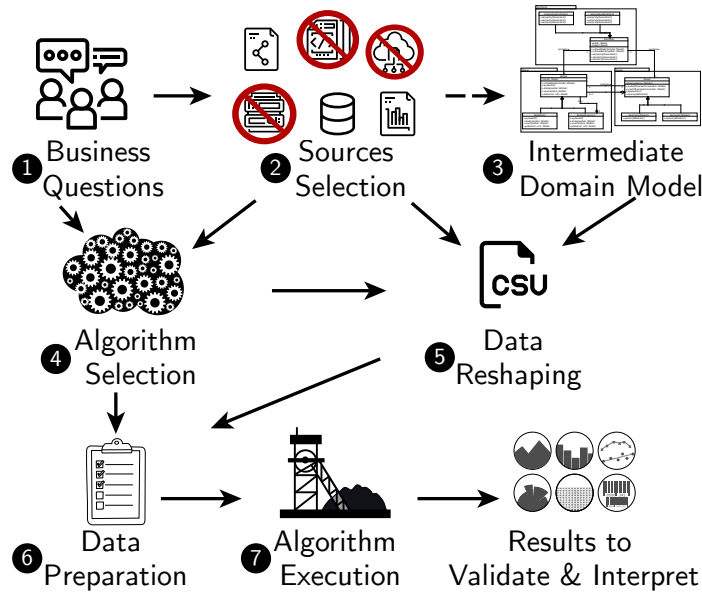 1 Business
Questions
2 Sources
Selection
3 Intermediate
Domain Model
CSV
4 Algorithm
Selection
5 Data
Reshaping
6 Data
Preparation
7 Algorithm
Execution
Results to
Validate & Interpret